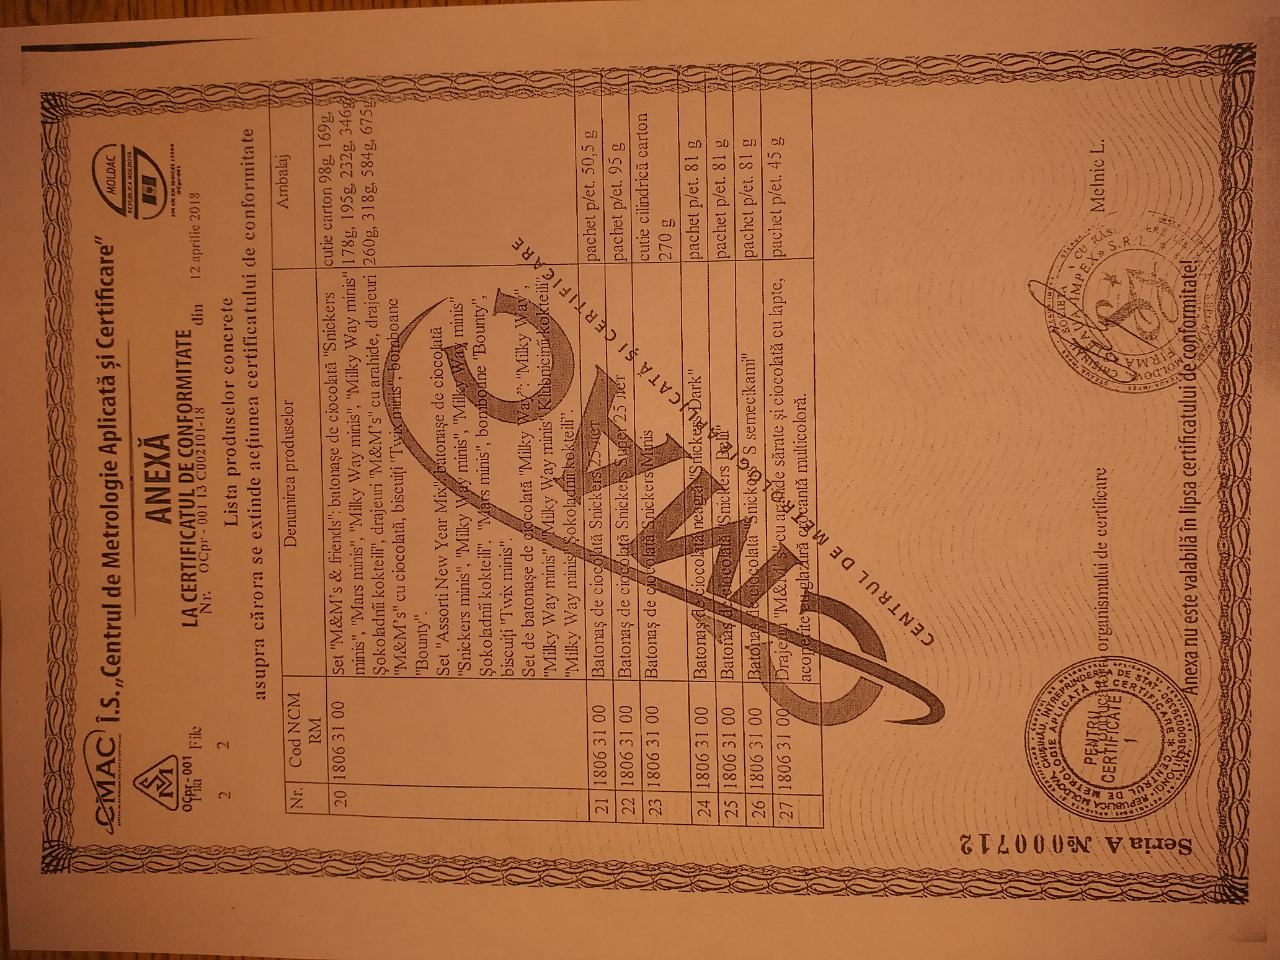 CMAC Î.S. „Centrul de Metrologie Aplicată și Certificare”
MOLDAC
REPUBLICA MOLDOVA
SM
OCpr - 001
ANEXĂ
LA CERTIFICATUL DE CONFORMITATE
Fila File
Nr. OCpr - 001 13 C002101-18 din 12 aprilie 2018
2 2
Lista produselor concrete
asupra cărora se extinde acțiunea certificatului de conformitate
Nr. Cod NCM RM Denumirea produselor Ambalaj
20 1806 31 00 Set "M&M's & friends": batonașe de ciocolată "Snickers cutie carton 98g, 169g,
minis", "Mars minis", "Milky Way minis", "Milky Way minis" 178g, 195g, 232g, 346g
Șokoladnîi kokteili", drajeuri "M&M's" cu arahide, drajeuri 260g, 318g, 584g, 675g
"M&M's" cu ciocolată, biscuiți "Twix minis", bomboane
"Bounty".
Set "Assorti New Year Mix" batonașe de ciocolată
"Snickers minis", "Milky Way minis", "Milky Way minis"
Șokoladnîi kokteili", "Mars minis", bomboane "Bounty",
biscuiți "Twix minis".
Set de batonașe de ciocolată "Milky Way": "Milky Way",
"Milky Way minis", "Milky Way minis Klubnicinîi kokteili",
"Milky Way minis Șokoladnîi kokteili".
21 1806 31 00 Batonaș de ciocolată Snickers 25 лет pachet p/et. 50,5 g
22 1806 31 00 Batonaș de ciocolată Snickers Super 25 лет pachet p/et. 95 g
23 1806 31 00 Batonaș de ciocolată Snickers Minis cutie cilindrică carton
270 g
24 1806 31 00 Batonaș de ciocolată neagră "Snickers Dark" pachet p/et. 81 g
25 1806 31 00 Batonaș de ciocolată Snickers pachet p/et. 81 g
26 1806 31 00 Batonaș de ciocolată "Snickers S semecikami" pachet p/et. 81 g
27 1806 31 00 Drajeuri "M&M's" cu arahide sărate și ciocolată cu lapte, pachet p/et. 45 g
acoperite cu glazură crocantă multicoloră.
CMAC
CENTRUL DE METROLOGIE APLICATĂ ȘI CERTIFICARE
organismului de certificare Melnic L.
PENTRU
CERTIFICATE
1
Anexa nu este valabilă în lipsa certificatului de conformitate!
Seria A №000712